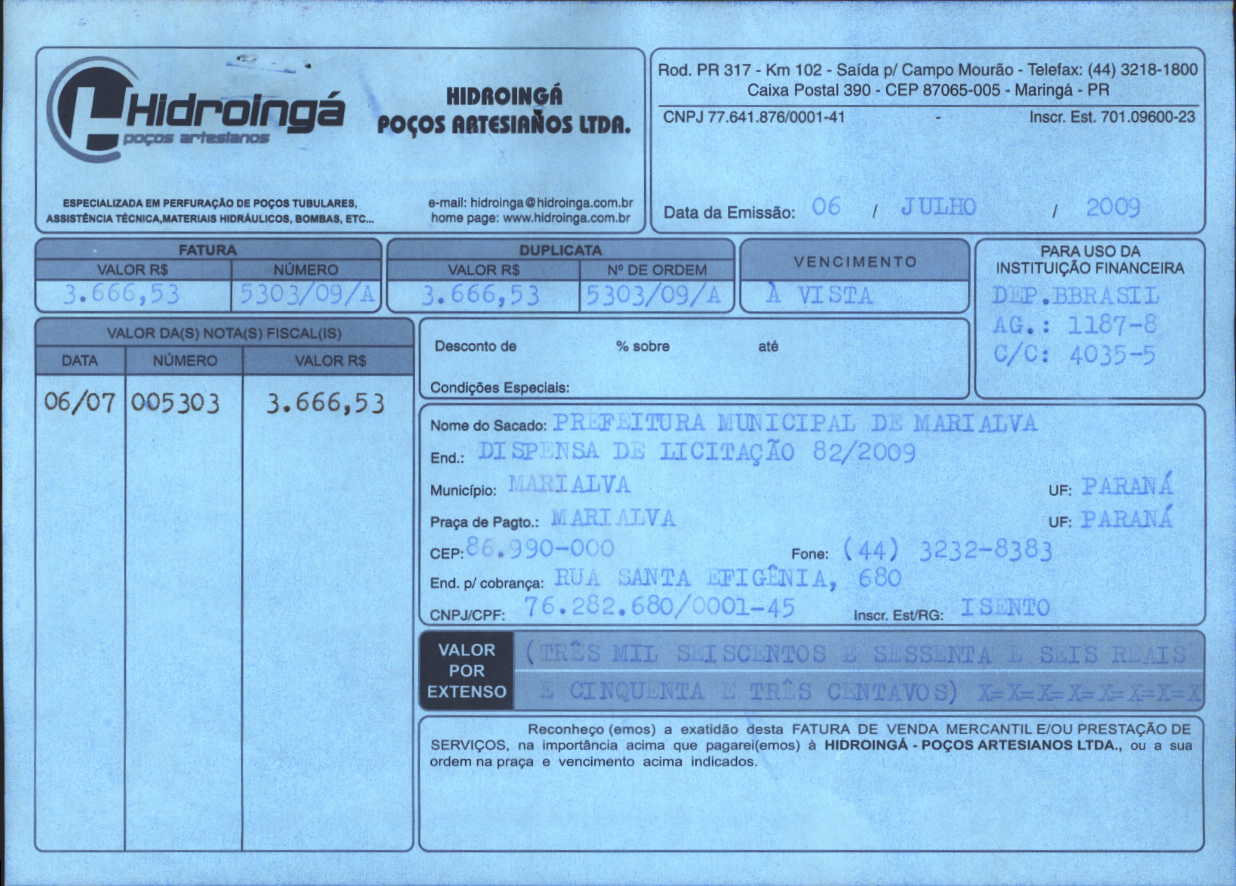 Hidroingá
poços artesianos
HIDROINGÁ
POÇOS ARTESIANOS LTDA.
ESPECIALIZADA EM PERFURAÇÃO DE POÇOS TUBULARES,
ASSISTÊNCIA TÉCNICA,MATERIAIS HIDRÁULICOS, BOMBAS, ETC...
e-mail: hidroinga@hidroinga.com.br
home page: www.hidroinga.com.br
Rod. PR 317 - Km 102 - Saída p/ Campo Mourão - Telefax: (44) 3218-1800
Caixa Postal 390 - CEP 87065-005 - Maringá - PR
CNPJ 77.641.876/0001-41 - Inscr. Est. 701.09600-23
Data da Emissão: 06 / JULHO / 2009
FATURA
VALOR R$ NÚMERO
3.666,53 5303/09/A
DUPLICATA
VALOR R$ Nº DE ORDEM
3.666,53 5303/09/A
VENCIMENTO
À VISTA
PARA USO DA
INSTITUIÇÃO FINANCEIRA
DEP.BBRASIL
AG.: 1187-8
C/C: 4035-5
VALOR DA(S) NOTA(S) FISCAL(IS)
DATA NÚMERO VALOR R$
06/07 005303 3.666,53
Desconto de % sobre até
Condições Especiais:
Nome do Sacado: PREFEITURA MUNICIPAL DE MARIALVA
End.: DISPENSA DE LICITAÇÃO 82/2009
Município: MARIALVA UF: PARANÁ
Praça de Pagto.: MARIALVA UF: PARANÁ
CEP: 86.990-000 Fone: (44) 3232-8383
End. p/ cobrança: RUA SANTA EFIGÊNIA, 680
CNPJ/CPF: 76.282.680/0001-45 Inscr. Est/RG: ISENTO
VALOR
POR
EXTENSO
(TRÊS MIL SEISCENTOS E SESSENTA E SEIS REAIS
E CINQUENTA E TRÊS CENTAVOS) X=X=X=X=X=X=X=X
Reconheço (emos) a exatidão desta FATURA DE VENDA MERCANTIL E/OU PRESTAÇÃO DE
SERVIÇOS, na importância acima que pagarei(emos) à HIDROINGÁ - POÇOS ARTESIANOS LTDA., ou a sua
ordem na praça e vencimento acima indicados.